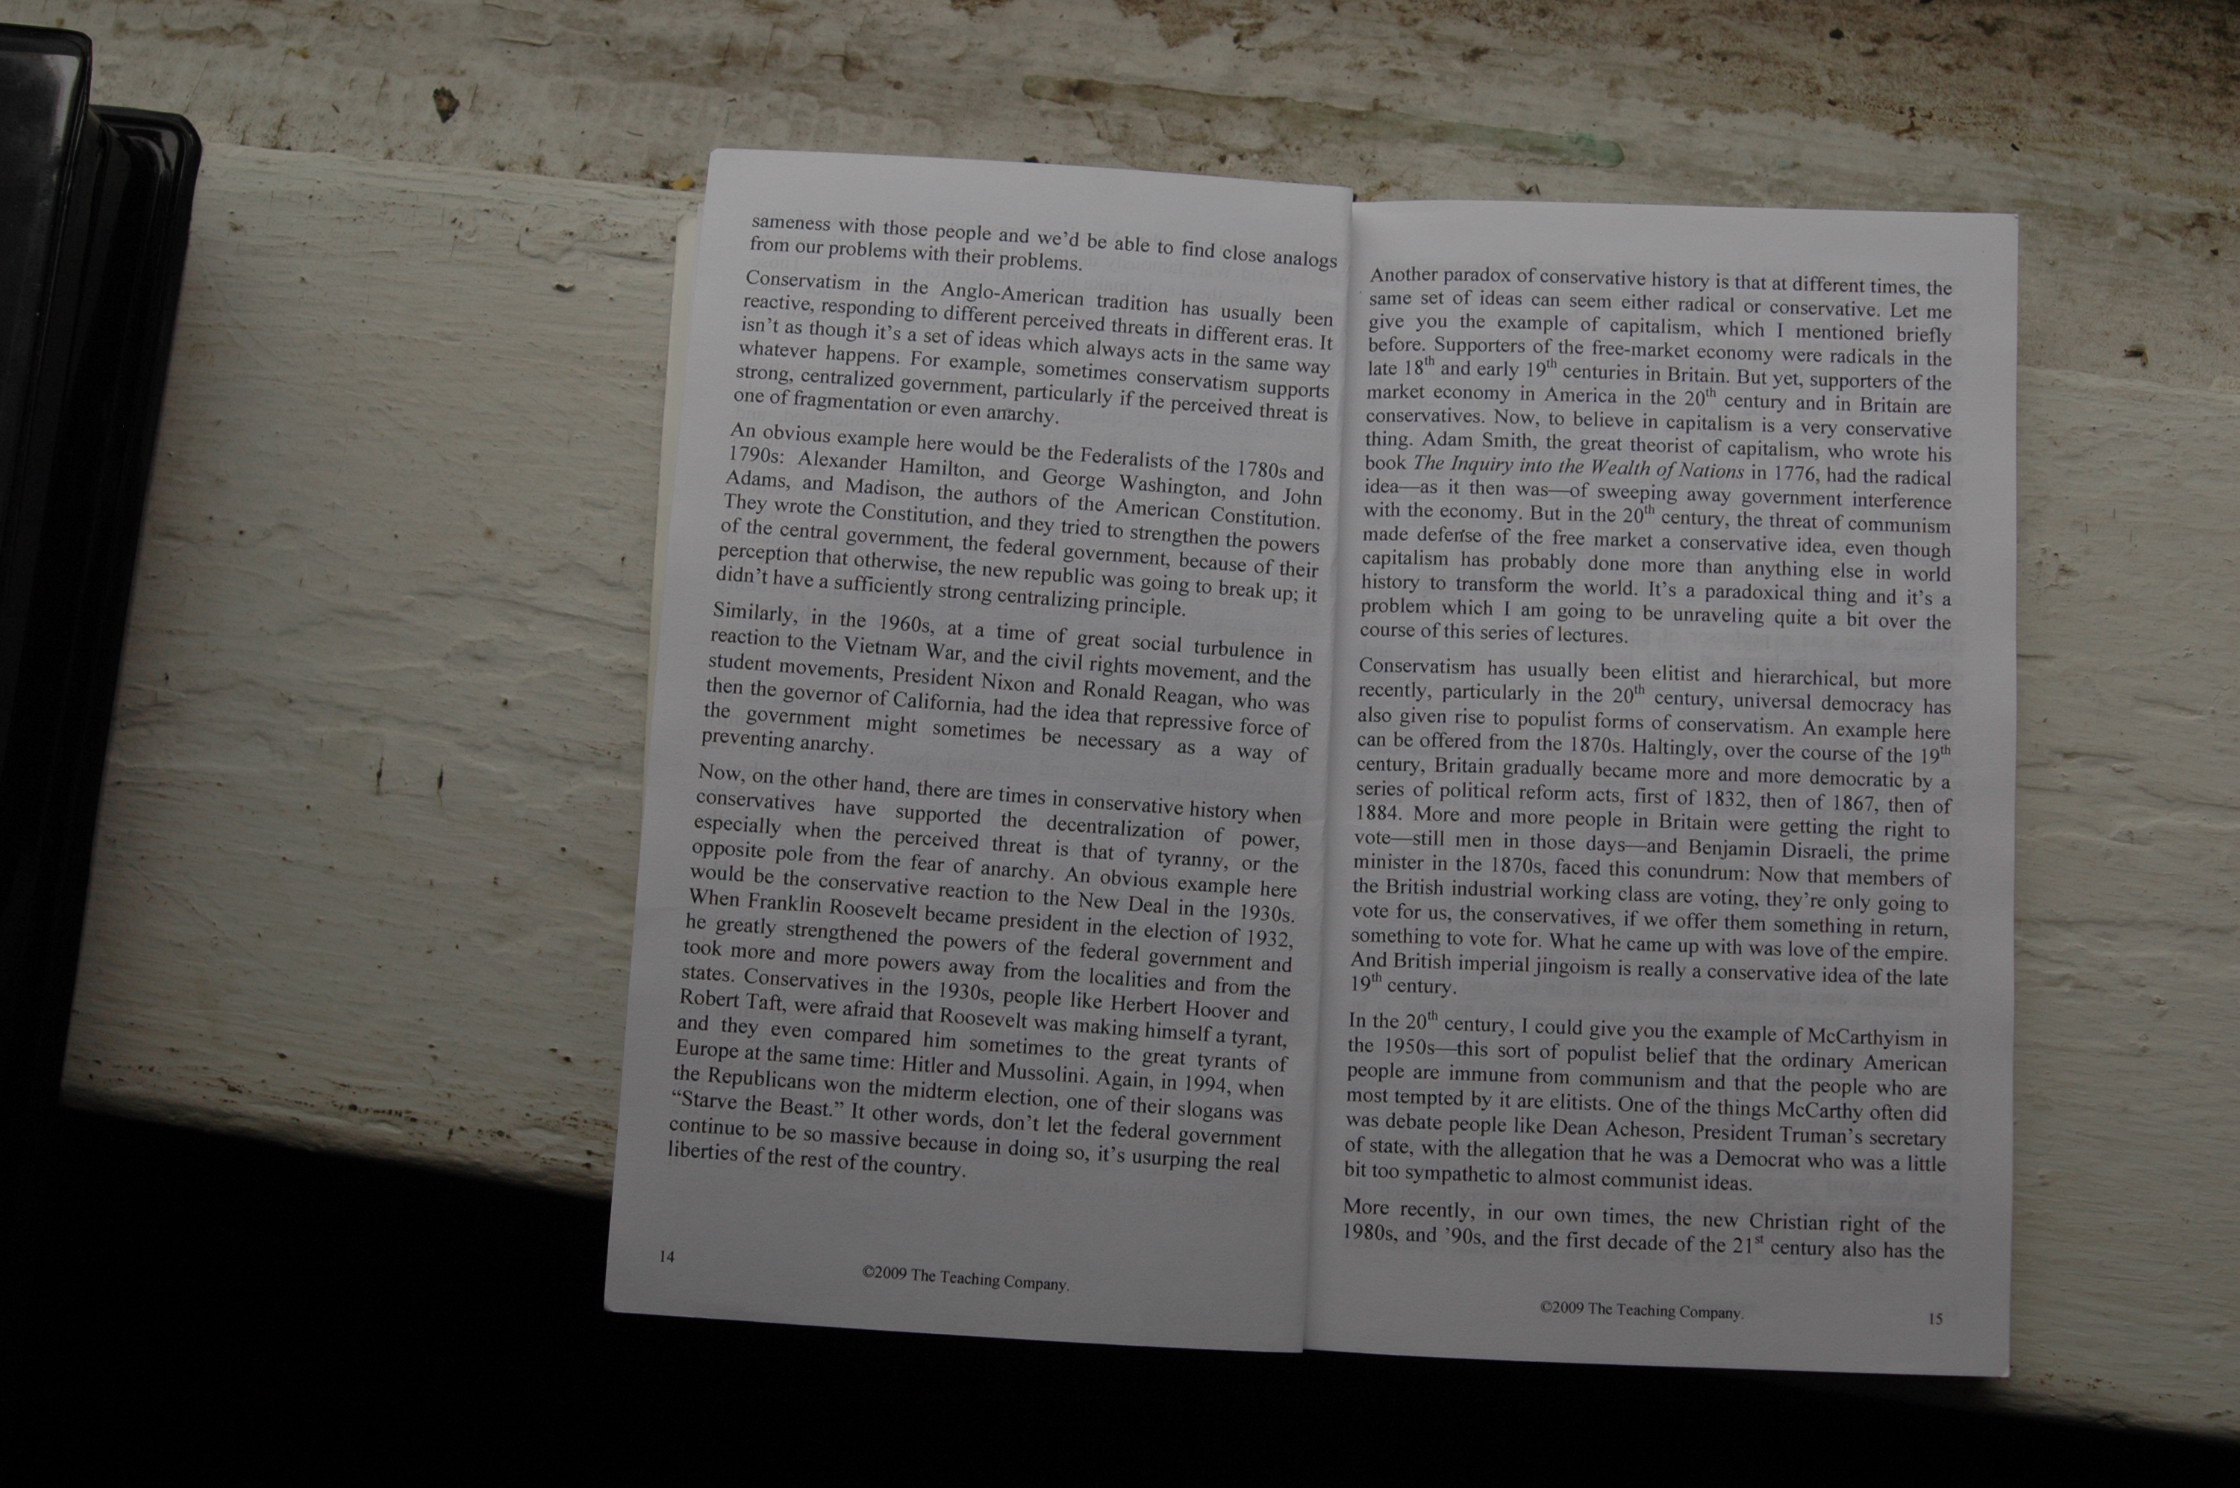 sameness with those people and we'd be able to find close analogs
from our problems with their problems.
Conservatism in the Anglo-American tradition has usually been
reactive, responding to different perceived threats in different eras. It
isn't as though it's a set of ideas which always acts in the same way
whatever happens. For example, sometimes conservatism supports
strong, centralized government, particularly if the perceived threat is
one of fragmentation or even anarchy.
An obvious example here would be the Federalists of the 1780s and
1790s: Alexander Hamilton, and George Washington, and John
Adams, and Madison, the authors of the American Constitution.
They wrote the Constitution, and they tried to strengthen the powers
of the central government, the federal government, because of their
perception that otherwise, the new republic was going to break up; it
didn't have a sufficiently strong centralizing principle.
Similarly, in the 1960s, at a time of great social turbulence in
reaction to the Vietnam War, and the civil rights movement, and the
student movements, President Nixon and Ronald Reagan, who was
then the governor of California, had the idea that repressive force of
the government might sometimes be necessary as a way of
preventing anarchy.
Now, on the other hand, there are times in conservative history when
conservatives have supported the decentralization of power,
especially when the perceived threat is that of tyranny, or the
opposite pole from the fear of anarchy. An obvious example here
would be the conservative reaction to the New Deal in the 1930s.
When Franklin Roosevelt became president in the election of 1932,
he greatly strengthened the powers of the federal government and
took more and more powers away from the localities and from the
states. Conservatives in the 1930s, people like Herbert Hoover and
Robert Taft, were afraid that Roosevelt was making himself a tyrant,
and they even compared him sometimes to the great tyrants of
Europe at the same time: Hitler and Mussolini. Again, in 1994, when
the Republicans won the midterm election, one of their slogans was
“Starve the Beast.” It other words, don't let the federal government
continue to be so massive because in doing so, it's usurping the real
liberties of the rest of the country.
14
©2009 The Teaching Company.
Another paradox of conservative history is that at different times, the
same set of ideas can seem either radical or conservative. Let me
give you the example of capitalism, which I mentioned briefly
before. Supporters of the free-market economy were radicals in the
late 18th and early 19th centuries in Britain. But yet, supporters of the
market economy in America in the 20th century and in Britain are
conservatives. Now, to believe in capitalism is a very conservative
thing. Adam Smith, the great theorist of capitalism, who wrote his
book The Inquiry into the Wealth of Nations in 1776, had the radical
idea—as it then was—of sweeping away government interference
with the economy. But in the 20th century, the threat of communism
made defense of the free market a conservative idea, even though
capitalism has probably done more than anything else in world
history to transform the world. It's a paradoxical thing and it's a
problem which I am going to be unraveling quite a bit over the
course of this series of lectures.
Conservatism has usually been elitist and hierarchical, but more
recently, particularly in the 20th century, universal democracy has
also given rise to populist forms of conservatism. An example here
can be offered from the 1870s. Haltingly, over the course of the 19th
century, Britain gradually became more and more democratic by a
series of political reform acts, first of 1832, then of 1867, then of
1884. More and more people in Britain were getting the right to
vote—still men in those days—and Benjamin Disraeli, the prime
minister in the 1870s, faced this conundrum: Now that members of
the British industrial working class are voting, they're only going to
vote for us, the conservatives, if we offer them something in return,
something to vote for. What he came up with was love of the empire.
And British imperial jingoism is really a conservative idea of the late
19th century.
In the 20th century, I could give you the example of McCarthyism in
the 1950s—this sort of populist belief that the ordinary American
people are immune from communism and that the people who are
most tempted by it are elitists. One of the things McCarthy often did
was debate people like Dean Acheson, President Truman's secretary
of state, with the allegation that he was a Democrat who was a little
bit too sympathetic to almost communist ideas.
More recently, in our own times, the new Christian right of the
1980s, and '90s, and the first decade of the 21st century also has the
©2009 The Teaching Company.
15